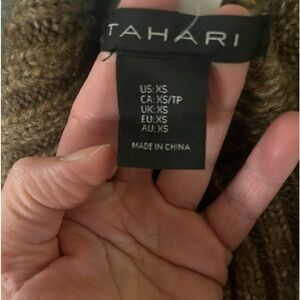 TAHARI
US:XS
CA:XS/TP
UK:XS
EU:XS
AU:XS
MADE IN CHINA